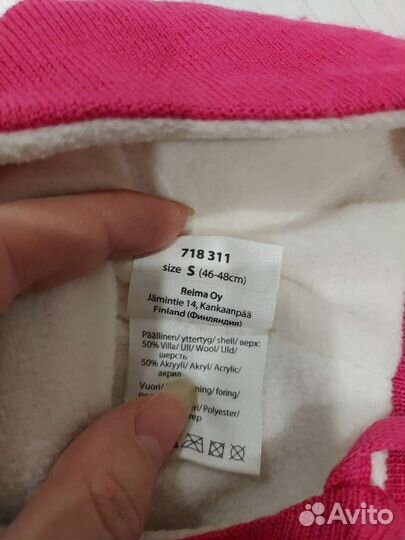 718 311
size S (46-48cm)
Reima Oy
Jämintie 14, Kankaanpää
Finland (Финляндия)
Päällinen/ yttertyg/ shell/ верх:
50% Villa/ Ull/ Wool/ Uld/
шерсть
50% Akryyli/ Akryl/ Acrylic/
акрил
Vuori/ foring/
Polyester/
Avito